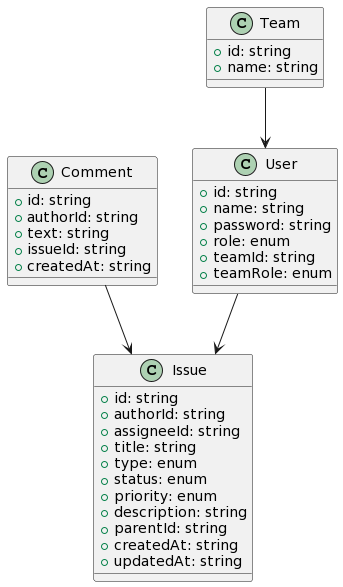 C Team
id: string
name: string
C Comment
id: string
authorId: string
text: string
issueId: string
createdAt: string
C User
id: string
name: string
password: string
role: enum
teamId: string
teamRole: enum
C Issue
id: string
authorId: string
assigneeId: string
title: string
type: enum
status: enum
priority: enum
description: string
parentId: string
createdAt: string
updatedAt: string